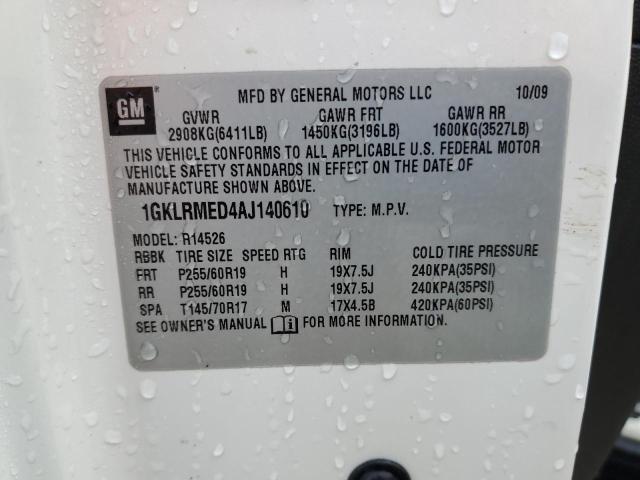 GM ® MFD BY GENERAL MOTORS LLC 10/09
GVWR GAWR FRT GAWR RR
2908KG(6411LB) 1450KG(3196LB) 1600KG(3527LB)
THIS VEHICLE CONFORMS TO ALL APPLICABLE U.S. FEDERAL MOTOR
VEHICLE SAFETY STANDARDS IN EFFECT ON THE DATE OF
MANUFACTURE SHOWN ABOVE.
1GKLRMED4AJ140610 TYPE: M.P.V.
MODEL: R14526
RBBK TIRE SIZE SPEED RTG RIM COLD TIRE PRESSURE
FRT P255/60R19 H 19X7.5J 240KPA(35PSI)
RR P255/60R19 H 19X7.5J 240KPA(35PSI)
SPA T145/70R17 M 17X4.5B 420KPA(60PSI)
SEE OWNER'S MANUAL i FOR MORE INFORMATION.